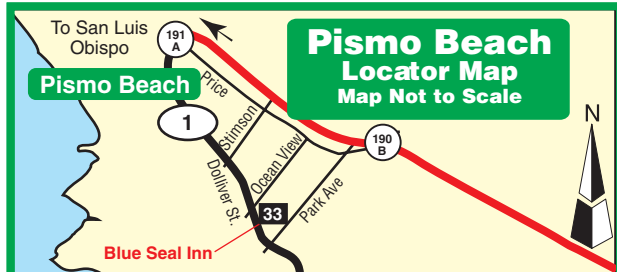 To San Luis
Obispo
191
A
Pismo Beach
Locator Map
Map Not to Scale
Pismo Beach
Price
1
Stimson
190
B
N
Ocean View
Dolliver St.
Park Ave
33
Blue Seal Inn